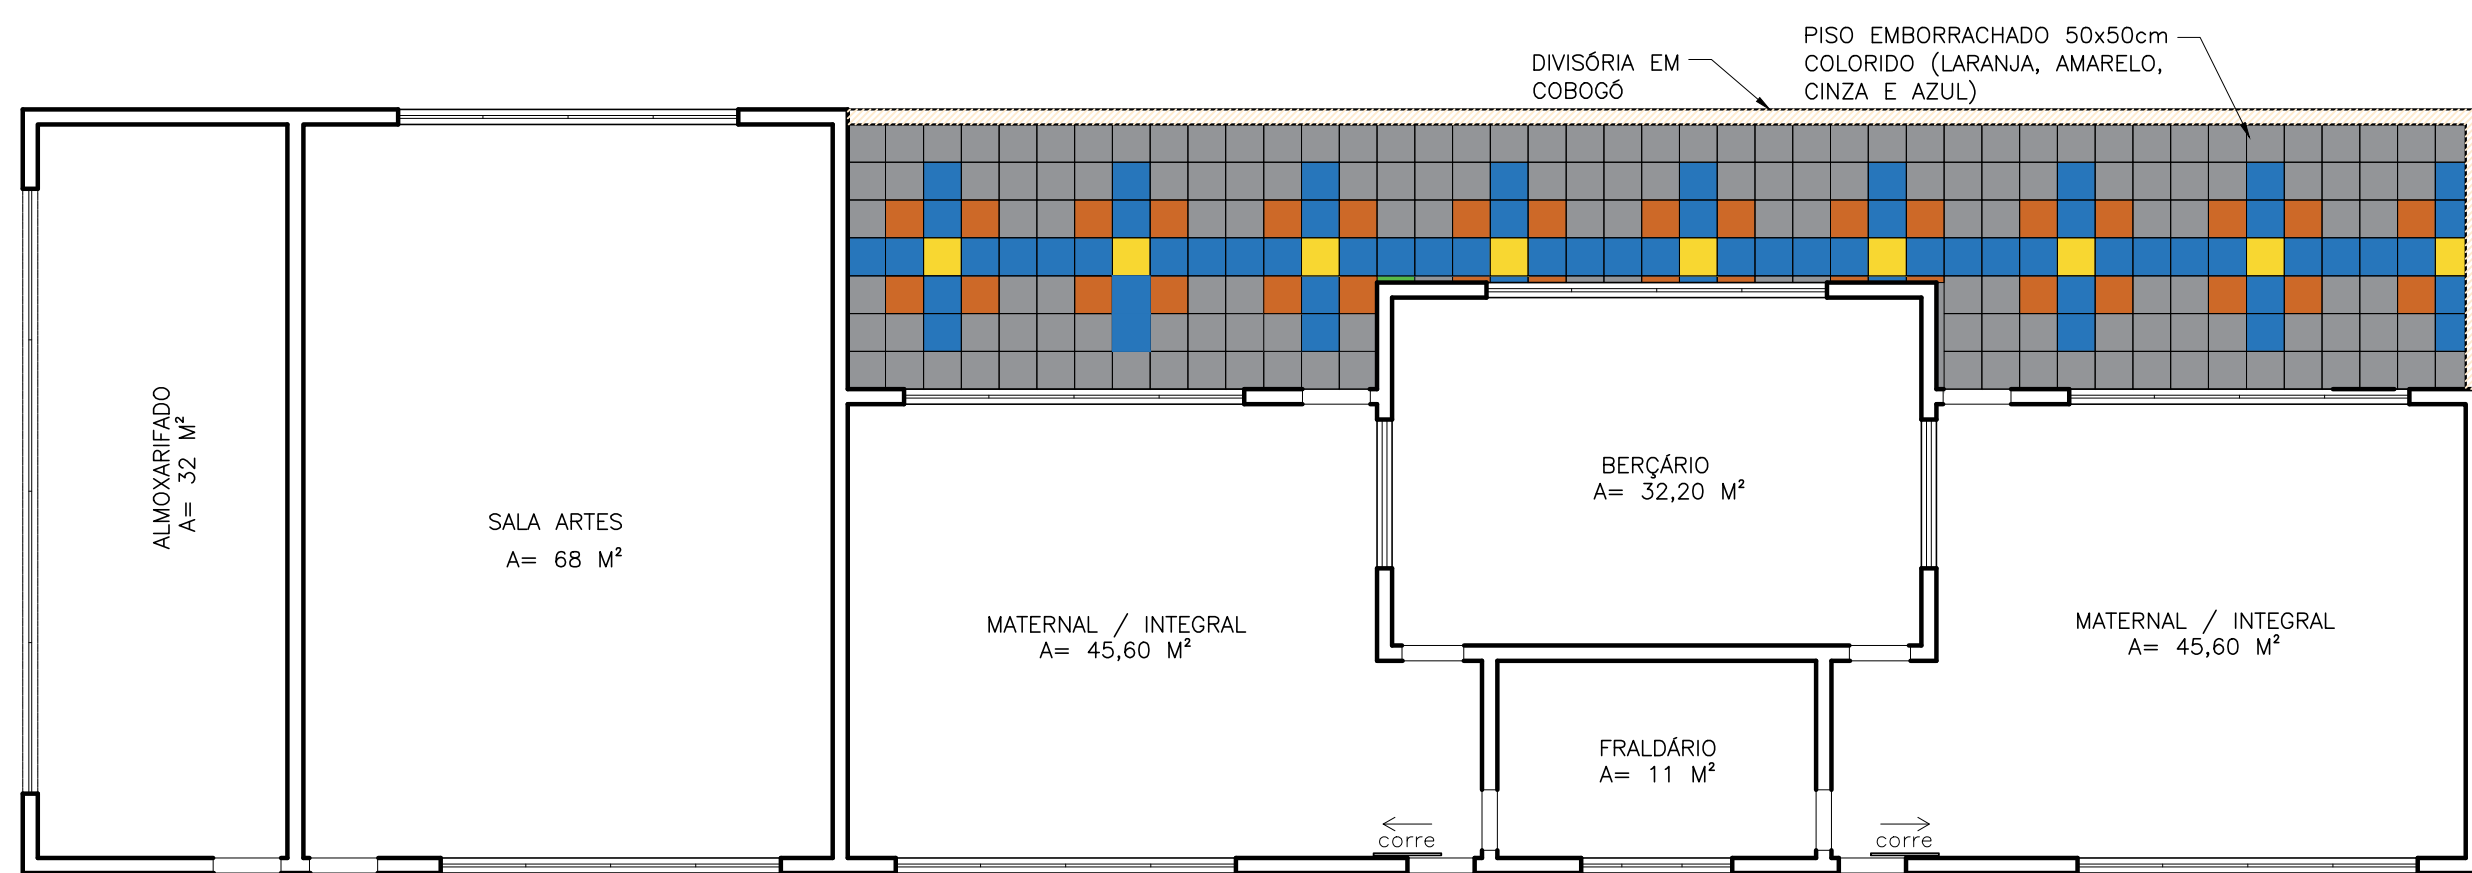 PISO EMBORRACHADO 50x50cm
COLORIDO (LARANJA, AMARELO,
CINZA E AZUL)
DIVISÓRIA EM
COBOGÓ
ALMOXARIFADO
A= 32 M²
SALA ARTES
A= 68 M²
MATERNAL / INTEGRAL
A= 45,60 M²
BERÇÁRIO
A= 32,20 M²
MATERNAL / INTEGRAL
A= 45,60 M²
FRALDÁRIO
A= 11 M²
corre
corre